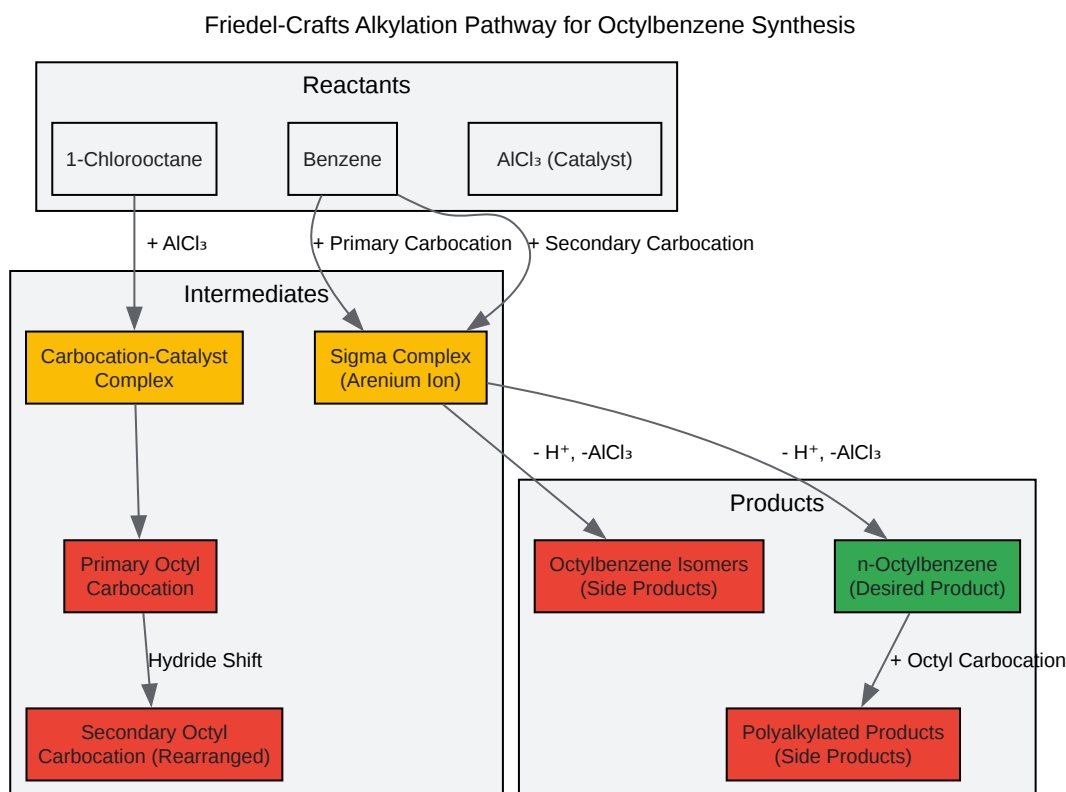 Friedel-Crafts Alkylation Pathway for Octylbenzene Synthesis
Reactants
1-Chlorooctane
Benzene
AlCl₃ (Catalyst)
+ AlCl₃
+ Primary Carbocation
+ Secondary Carbocation
Intermediates
Carbocation-Catalyst
Complex
Sigma Complex
(Arenium Ion)
- H⁺, -AlCl₃
- H⁺, -AlCl₃
Products
Primary Octyl
Carbocation
Octylbenzene Isomers
(Side Products)
n-Octylbenzene
(Desired Product)
Hydride Shift
+ Octyl Carbocation
Secondary Octyl
Carbocation (Rearranged)
Polyalkylated Products
(Side Products)